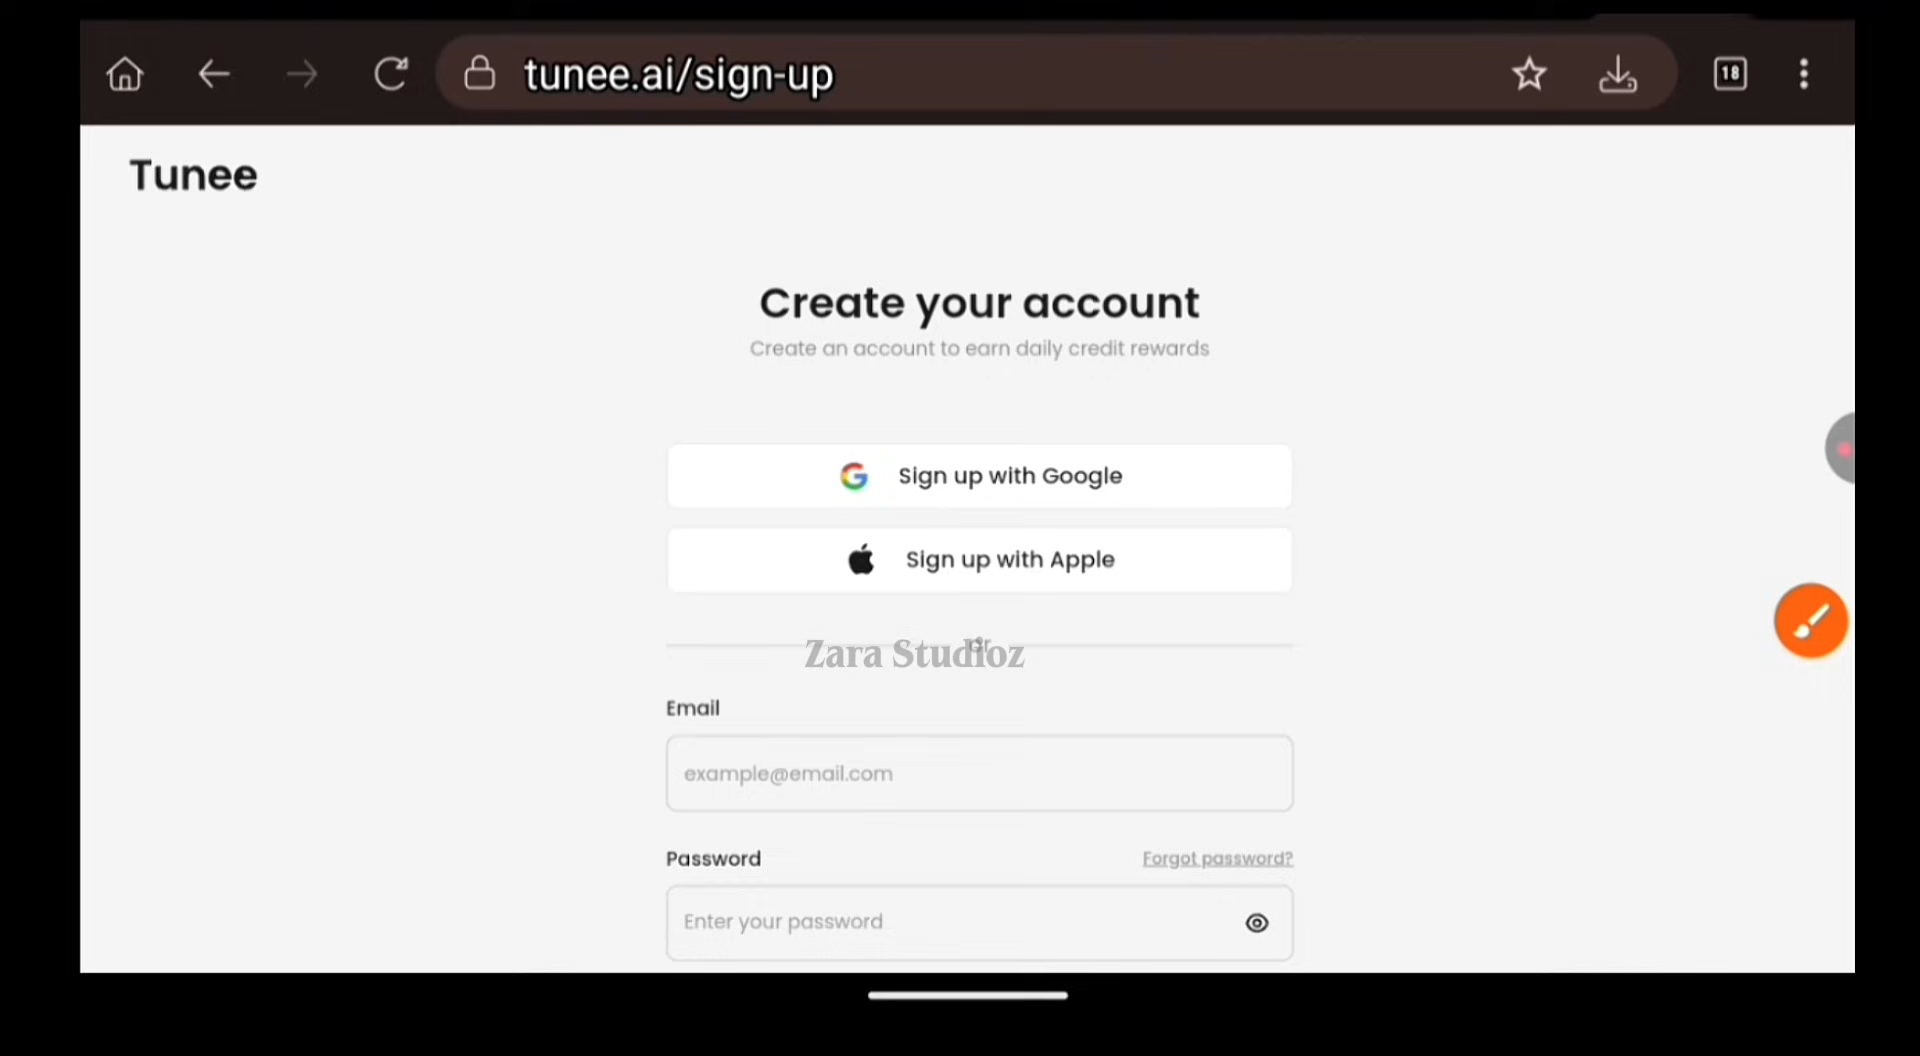 tunee.ai/sign-up
18
Tunee
Create your account
Create an account to earn daily credit rewards
Sign up with Google
Sign up with Apple
or
Zara Studioz
Email
example@email.com
Password
Forgot password?
Enter your password